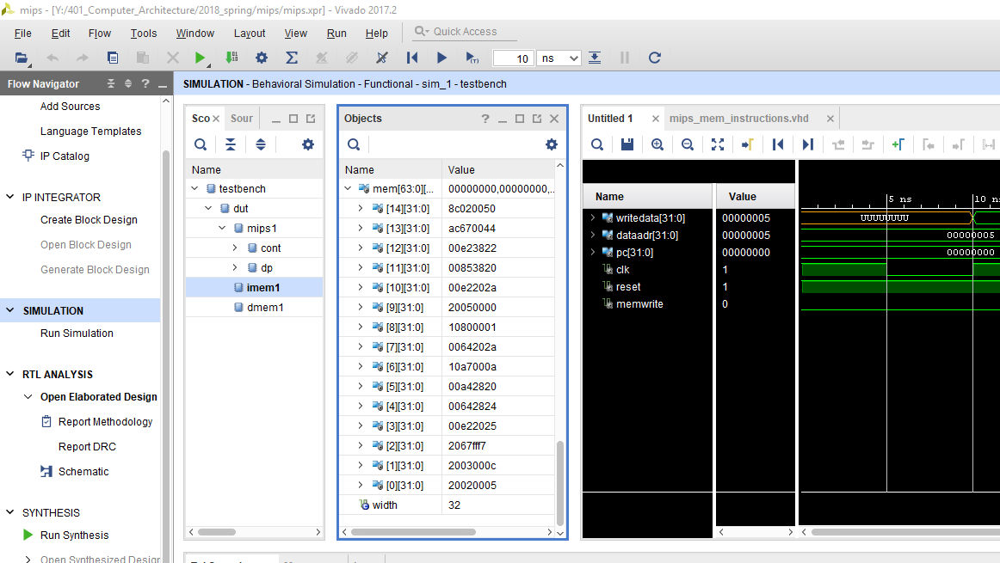 mips - [Y:/401_Computer_Architecture/2018_spring/mips/mips.xpr] - Vivado 2017.2
File Edit Flow Tools Window Layout View Run Help Quick Access
10 ns
Flow Navigator
Add Sources
Language Templates
IP Catalog
IP INTEGRATOR
Create Block Design
Open Block Design
Generate Block Design
SIMULATION
Run Simulation
RTL ANALYSIS
Open Elaborated Design
Report Methodology
Report DRC
Schematic
SYNTHESIS
Run Synthesis
Open Synthesized Design
SIMULATION - Behavioral Simulation - Functional - sim_1 - testbench
Sco Sour
Name
testbench
dut
mips1
cont
dp
imem1
dmem1
Objects
Name Value
mem[63:0][... 00000000,00000000,...
[14][31:0] 8c020050
[13][31:0] ac670044
[12][31:0] 00e23822
[11][31:0] 00853820
[10][31:0] 00e2202a
[9][31:0] 20050000
[8][31:0] 10800001
[7][31:0] 0064202a
[6][31:0] 10a7000a
[5][31:0] 00a42820
[4][31:0] 00642824
[3][31:0] 00e22025
[2][31:0] 2067fff7
[1][31:0] 2003000c
[0][31:0] 20020005
width 32
Untitled 1 mips_mem_instructions.vhd
Name Value
5 ns 10 ns
writedata[31:0] 00000005 UUUUUUUU
dataadr[31:0] 00000005 00000005
pc[31:0] 00000000 00000000
clk 1
reset 1
memwrite 0